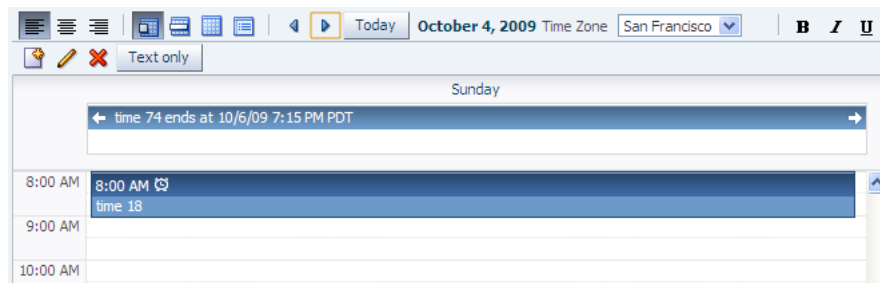 Today October 4, 2009 Time Zone San Francisco B I U
Text only
Sunday
time 74 ends at 10/6/09 7:15 PM PDT
8:00 AM 8:00 AM
time 18
9:00 AM
10:00 AM